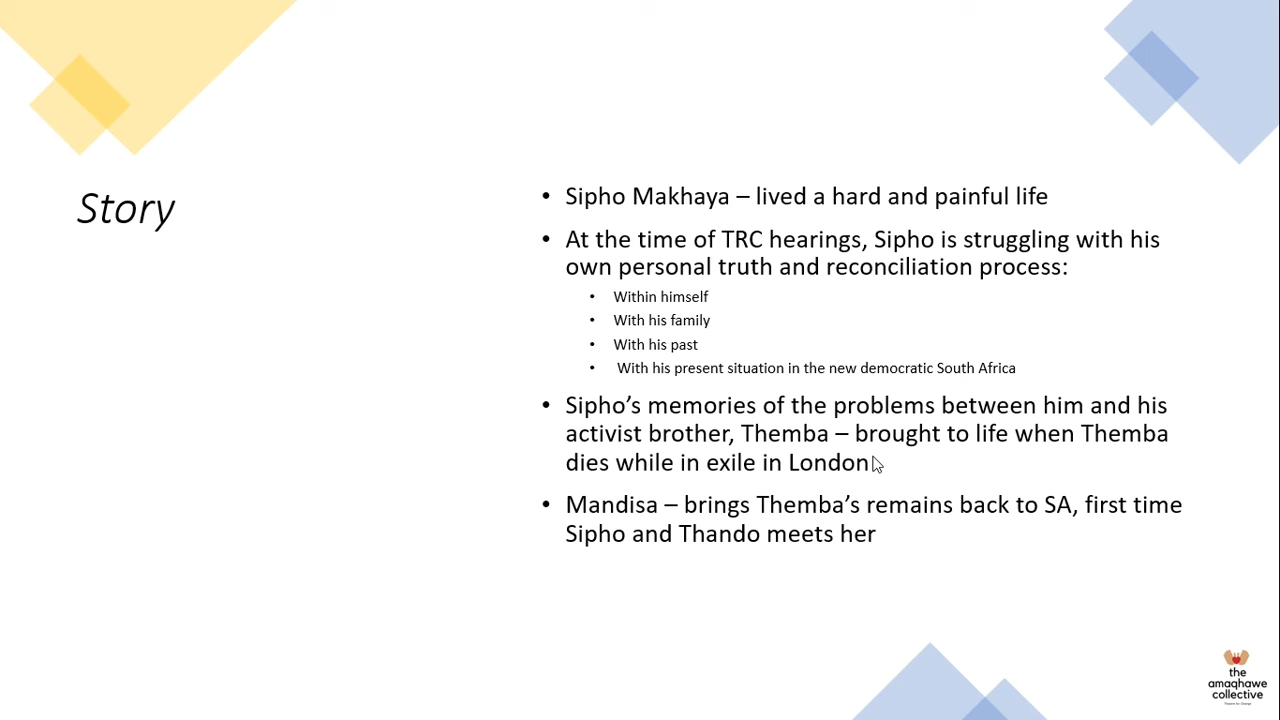 Story
• Sipho Makhaya – lived a hard and painful life
• At the time of TRC hearings, Sipho is struggling with his
own personal truth and reconciliation process:
• Within himself
• With his family
• With his past
• With his present situation in the new democratic South Africa
• Sipho’s memories of the problems between him and his
activist brother, Themba – brought to life when Themba
dies while in exile in London
• Mandisa – brings Themba’s remains back to SA, first time
Sipho and Thando meets her
the
amaqhawe
collective